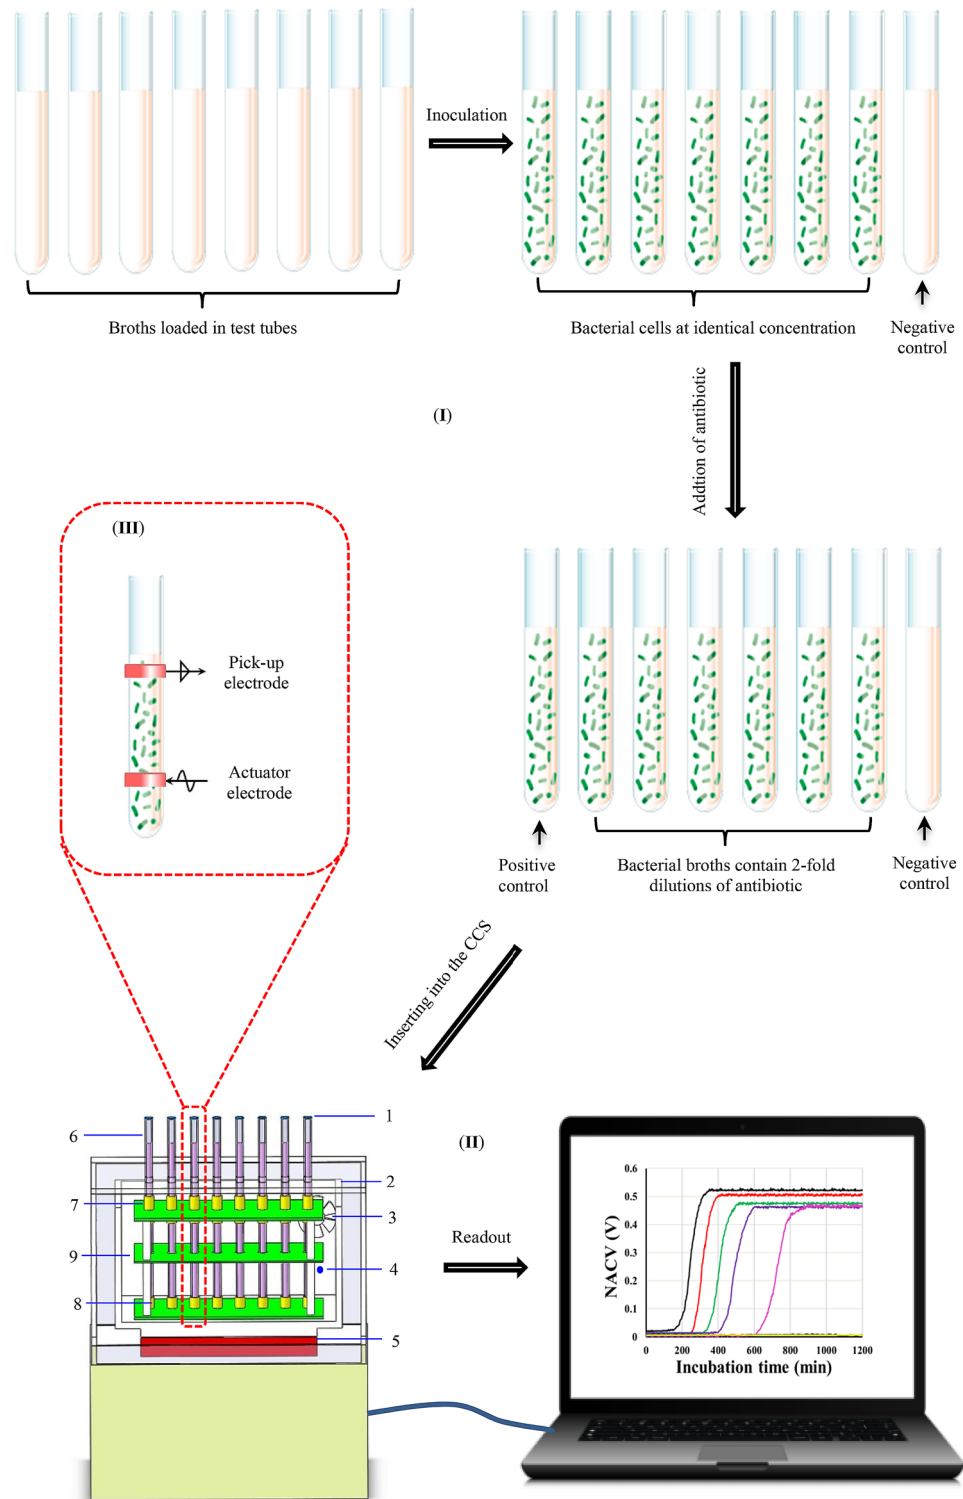 Inoculation
Broths loaded in test tubes
Bacterial cells at identical concentration
Negative
control
(I)
Addtion of antibiotic
(III)
Pick-up
electrode
Actuator
electrode
Positive
control
Bacterial broths contain 2-fold
dilutions of antibiotic
Negative
control
Inserting into the CCS
1
6
2
7
3
9
4
8
5
(II)
Readout
NACV (V)
0.6
0.5
0.4
0.3
0.2
0.1
0
0 200 400 600 800 1000 1200
Incubation time (min)